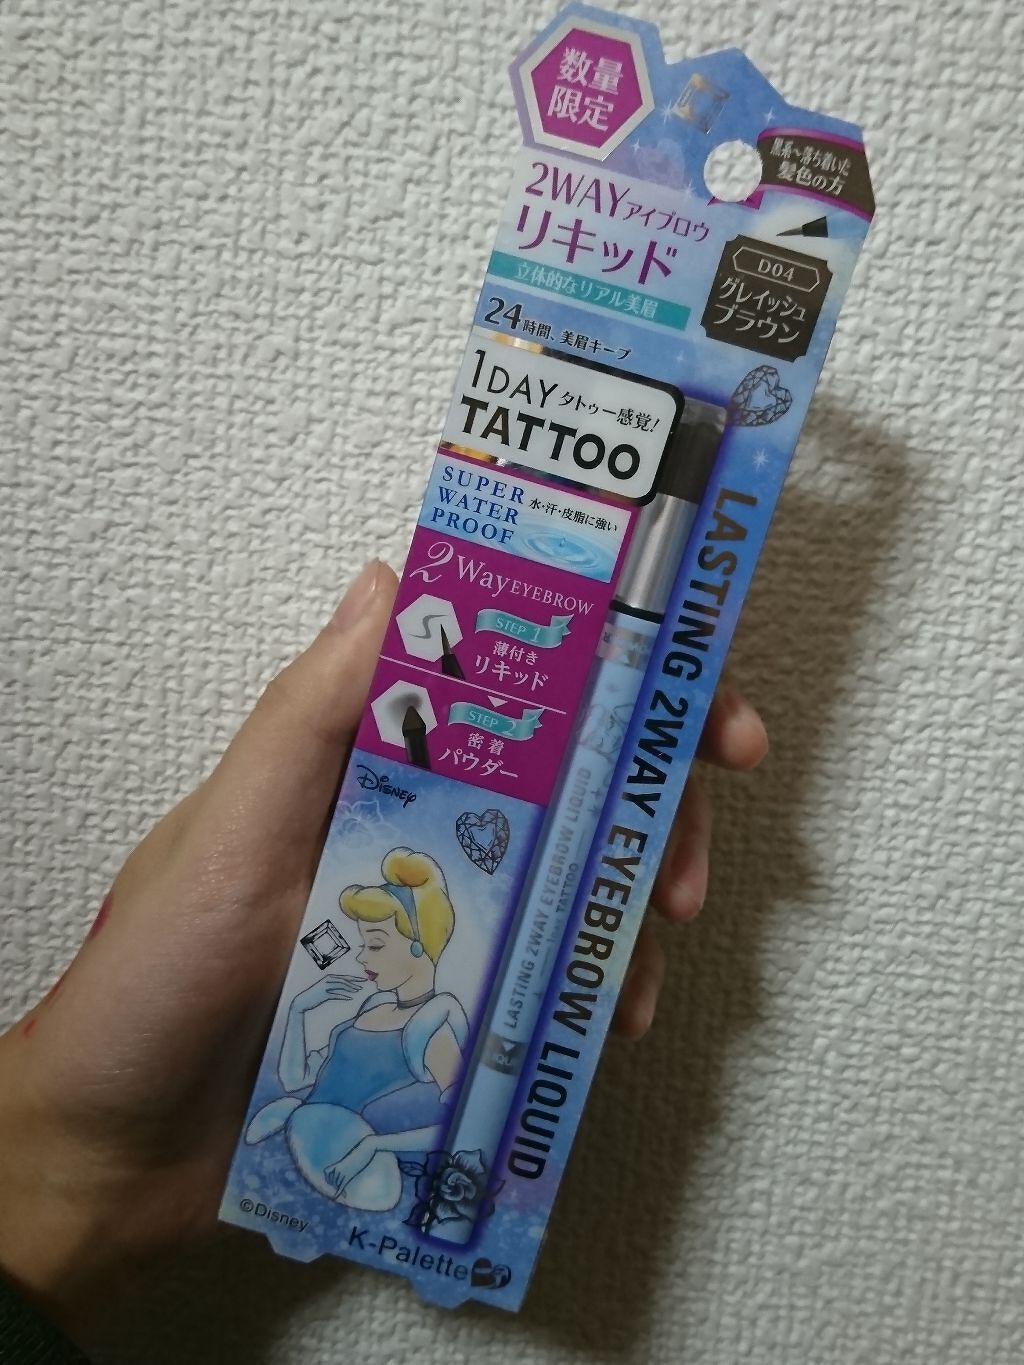 数量
限定
黒系〜落ち着いた
髪色の方
2WAYアイブロウ
リキッド
立体的なリアル美眉
D04
グレイッシュ
ブラウン
24時間、美眉キープ
1DAY タトゥー感覚!
TATTOO
SUPER
WATER
PROOF
水・汗・皮脂に強い
2Way EYEBROW
STEP 1
薄付き
リキッド
STEP 2
密着
パウダー
Disney
LASTING 2WAY EYEBROW LIQUID
LASTING 2WAY EYEBROW LIQUID
1DAY TATTOO
©Disney
K-Palette